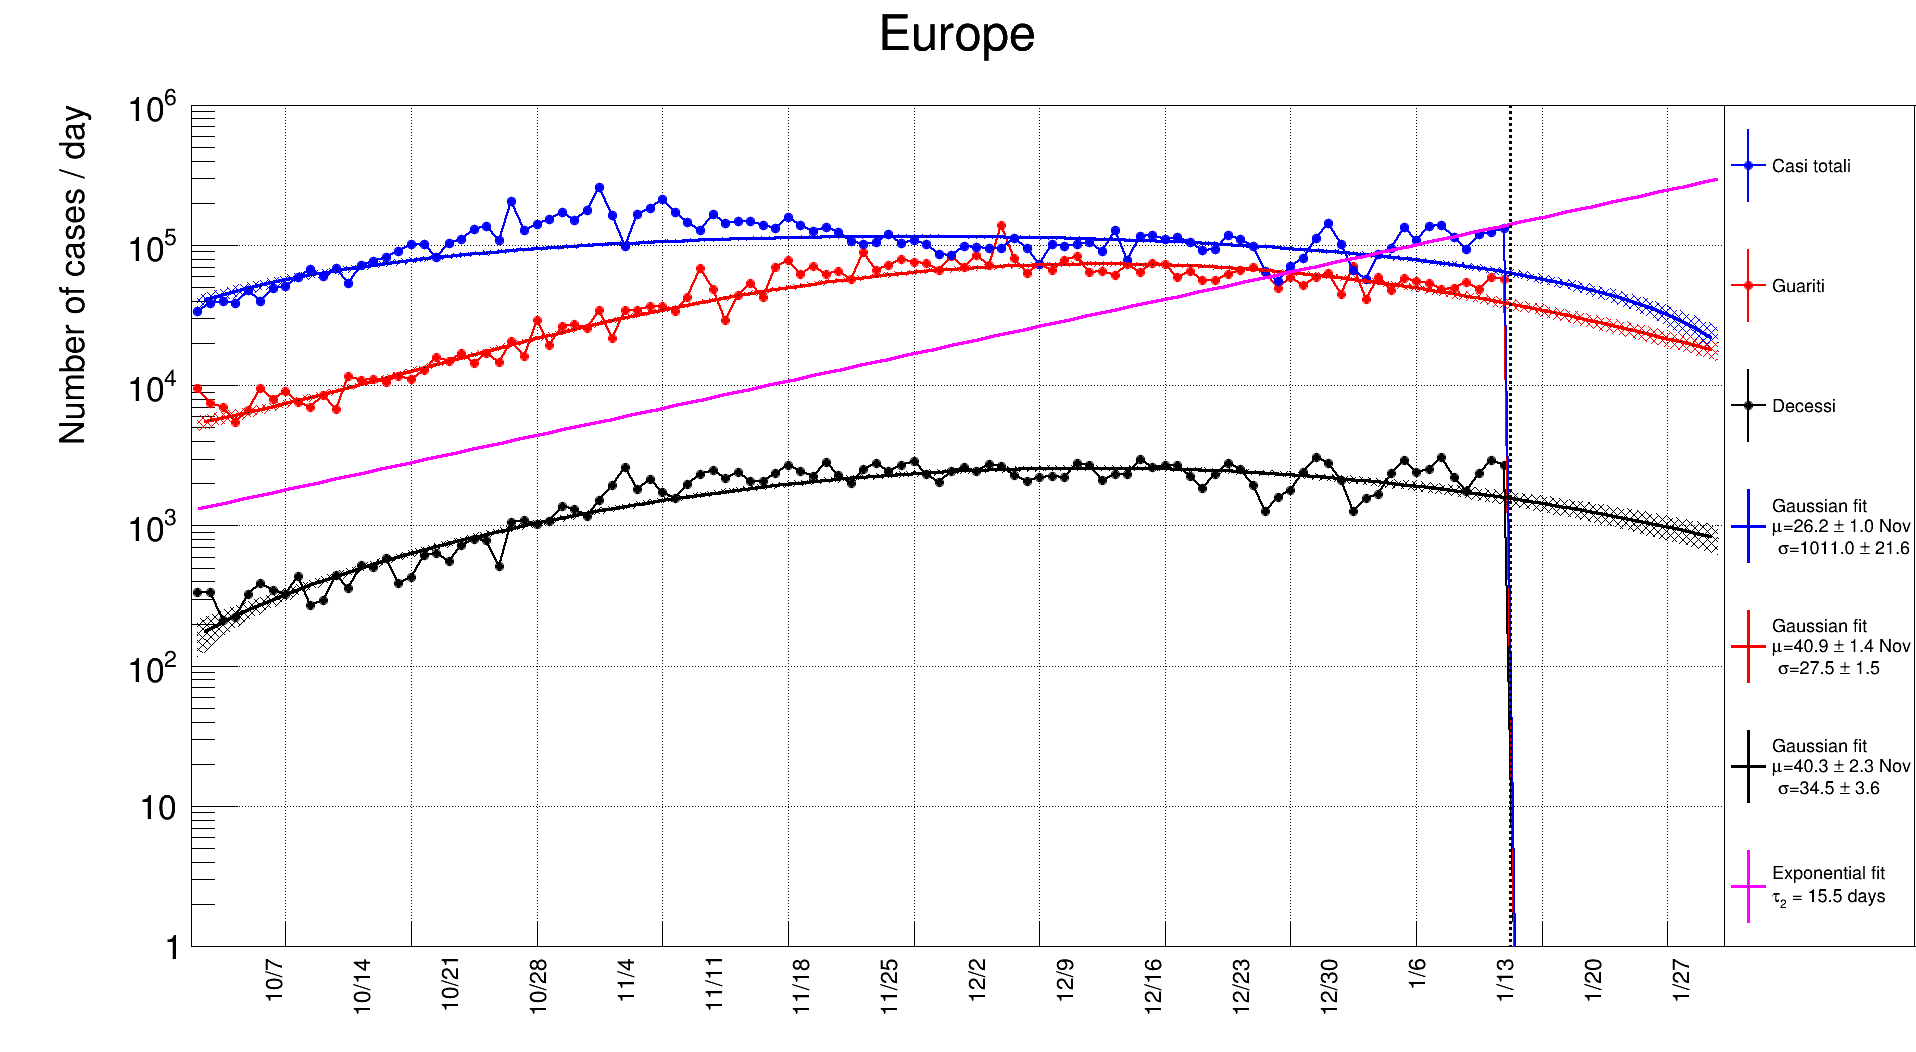 Europe
Number of cases / day
10^6
10^5
10^4
10^3
10^2
10
1
10/7
10/14
10/21
10/28
11/4
11/11
11/18
11/25
12/2
12/9
12/16
12/23
12/30
1/6
1/13
1/20
1/27
Casi totali
Guariti
Decessi
Gaussian fit
μ=26.2 ± 1.0 Nov
σ=1011.0 ± 21.6
Gaussian fit
μ=40.9 ± 1.4 Nov
σ=27.5 ± 1.5
Gaussian fit
μ=40.3 ± 2.3 Nov
σ=34.5 ± 3.6
Exponential fit
τ₂ = 15.5 days